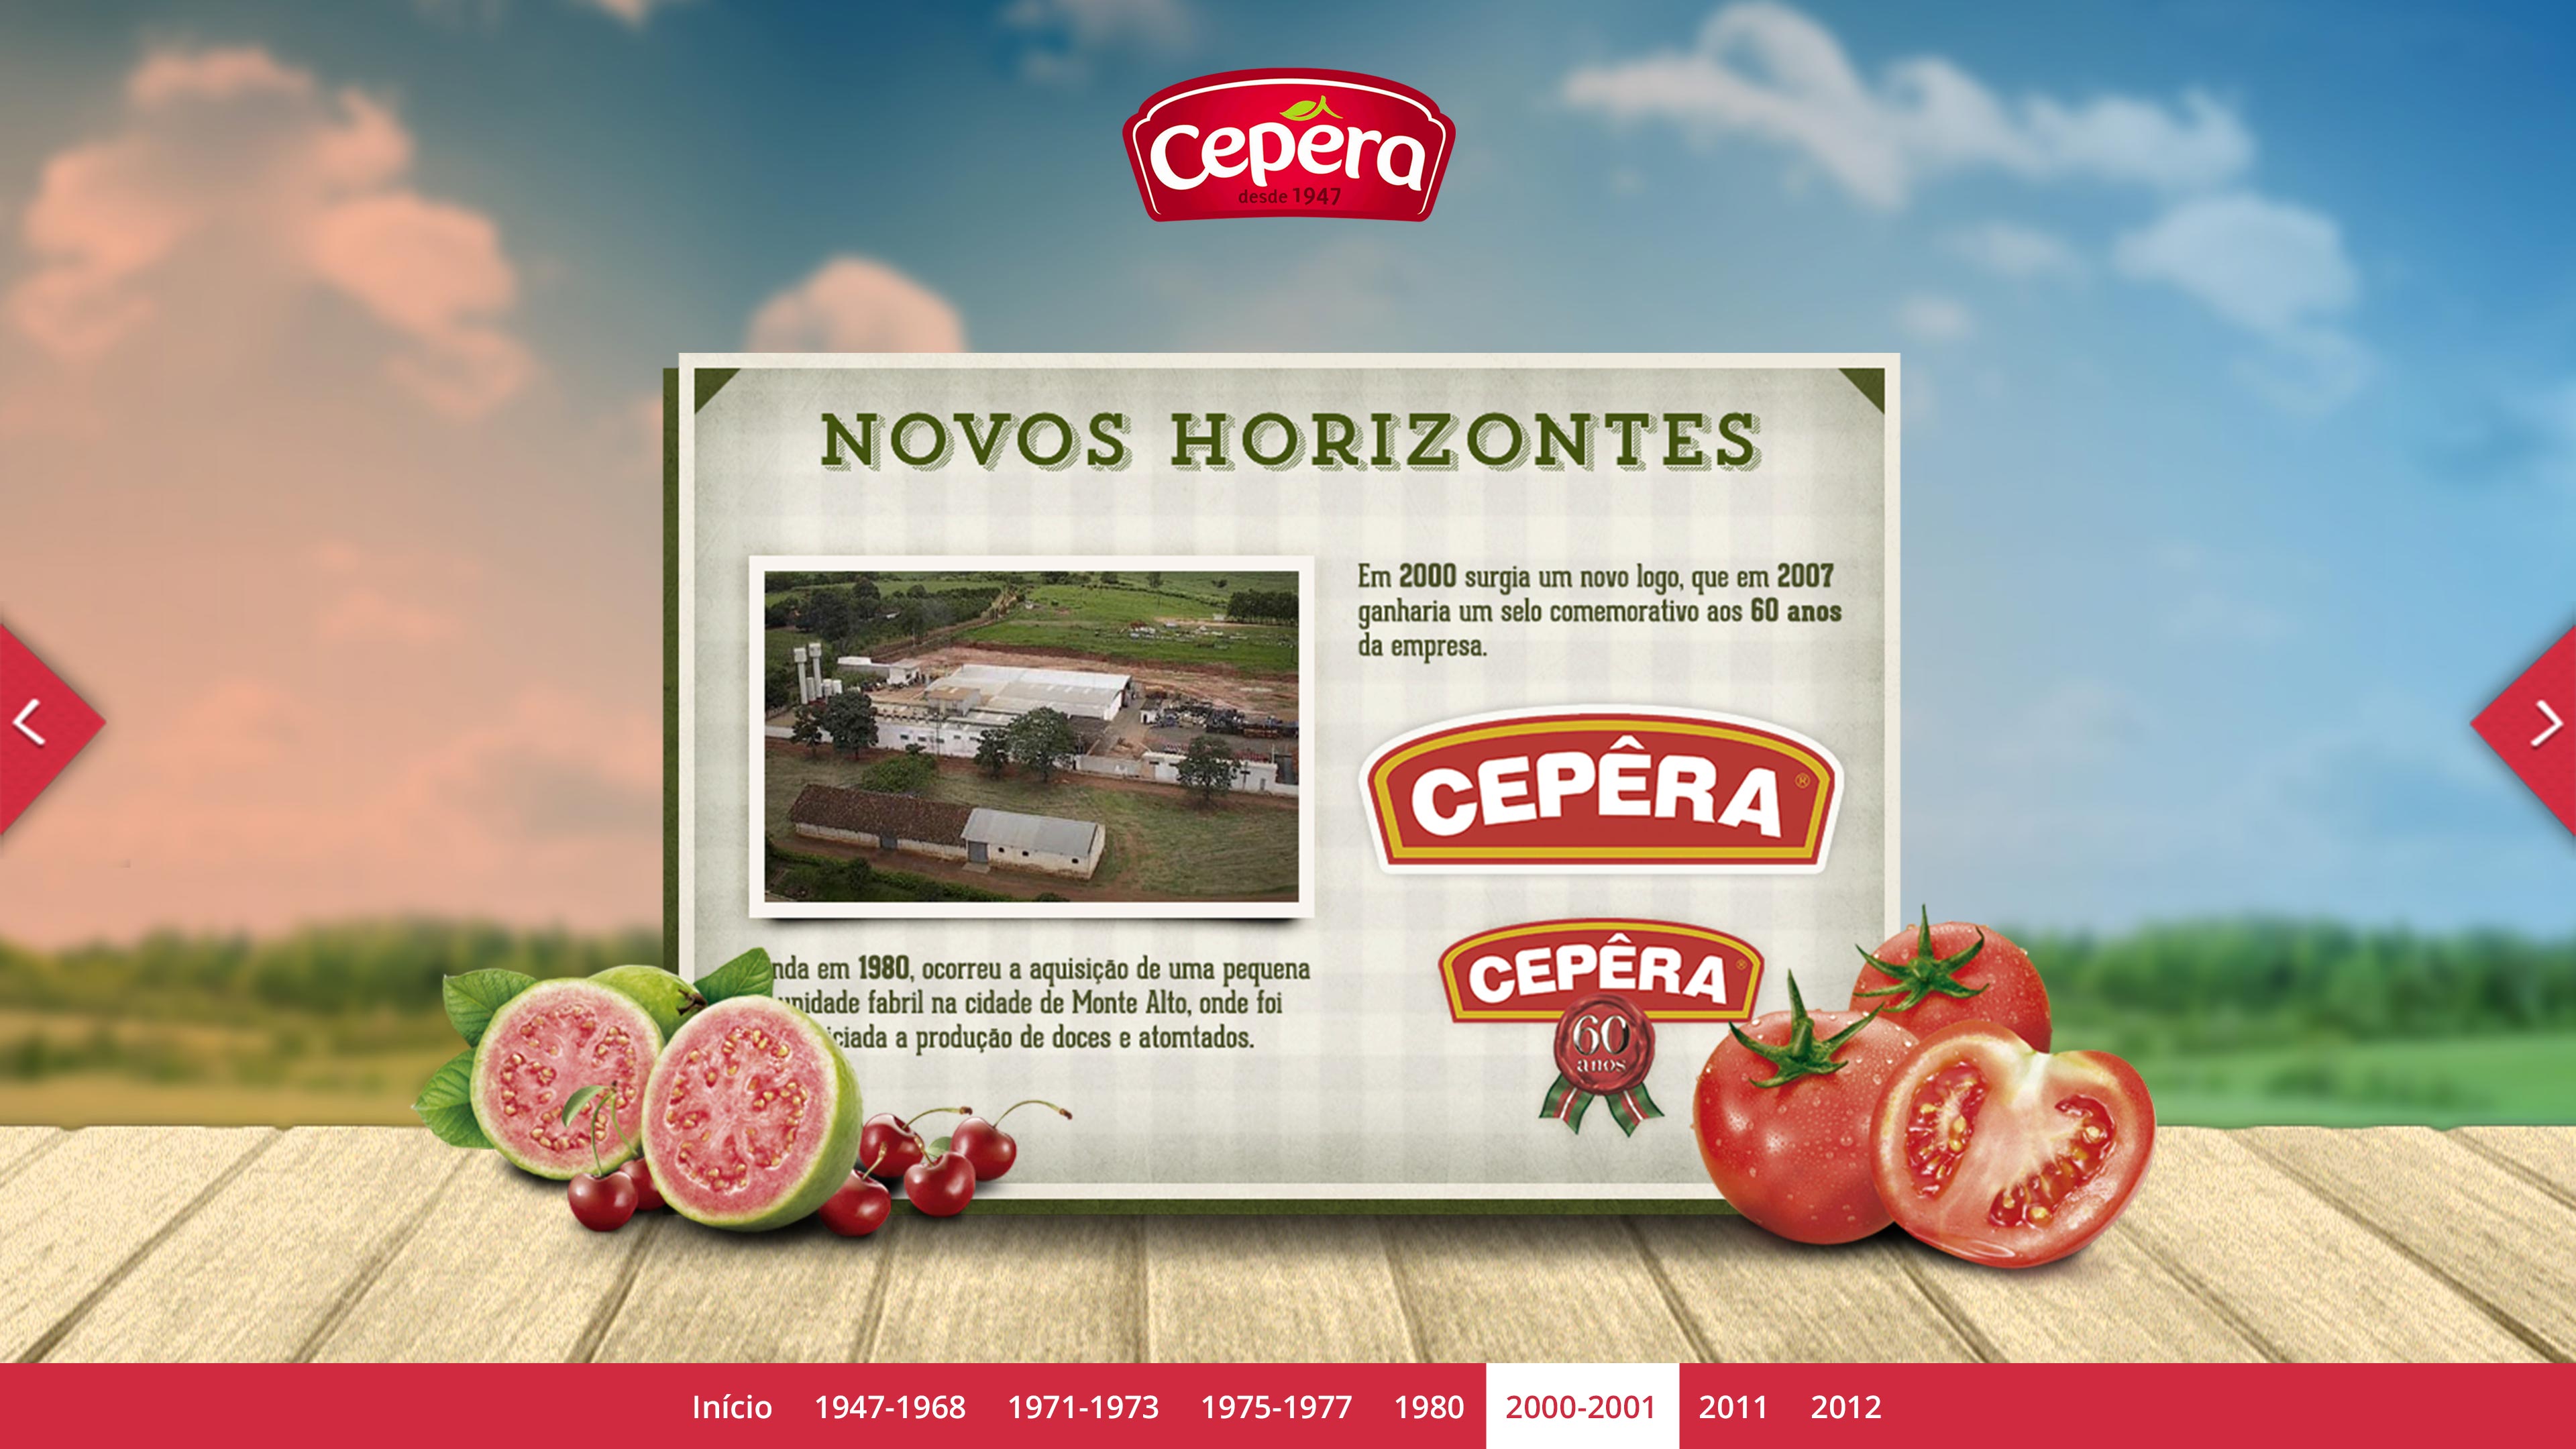 Cepêra
desde 1947
NOVOS HORIZONTES
Em 2000 surgia um novo logo, que em 2007
ganharia um selo comemorativo aos 60 anos
da empresa.
CEPÊRA®
CEPÊRA®
60
anos
em 1980, ocorreu a aquisição de uma pequena
unidade fabril na cidade de Monte Alto, onde foi
a produção de doces e atomtados.
Início 1947-1968 1971-1973 1975-1977 1980 2000-2001 2011 2012